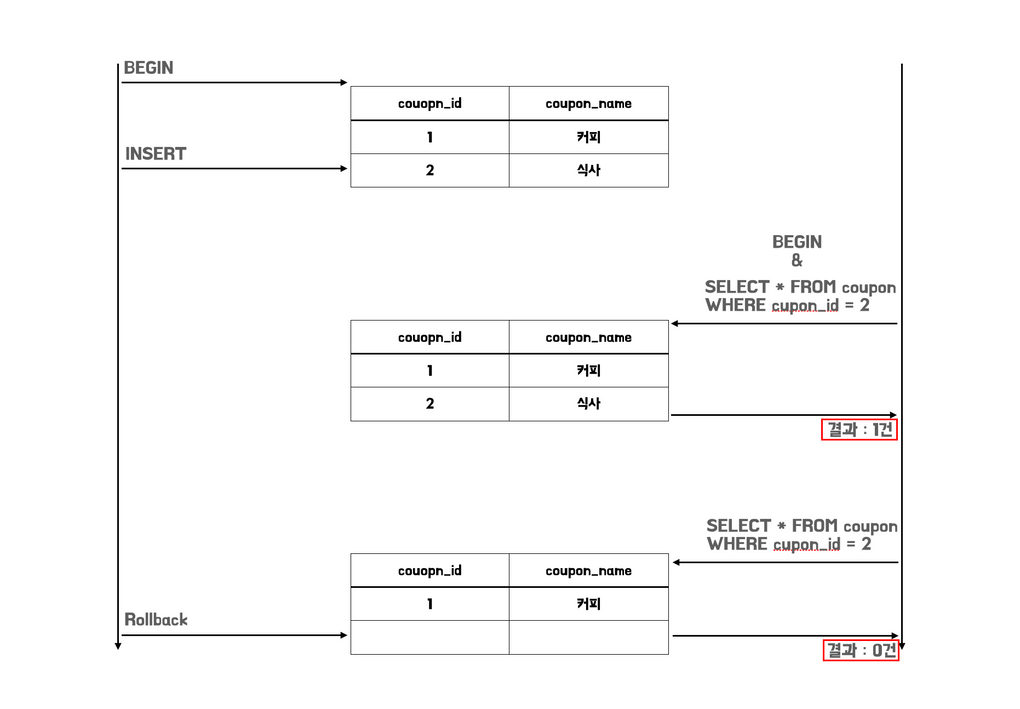 BEGIN
couopn_id coupon_name
1 커피
INSERT
2 식사
BEGIN
&
SELECT * FROM coupon
WHERE cupon_id = 2
couopn_id coupon_name
1 커피
2 식사
결과 : 1건
SELECT * FROM coupon
WHERE cupon_id = 2
couopn_id coupon_name
1 커피
Rollback
결과 : 0건